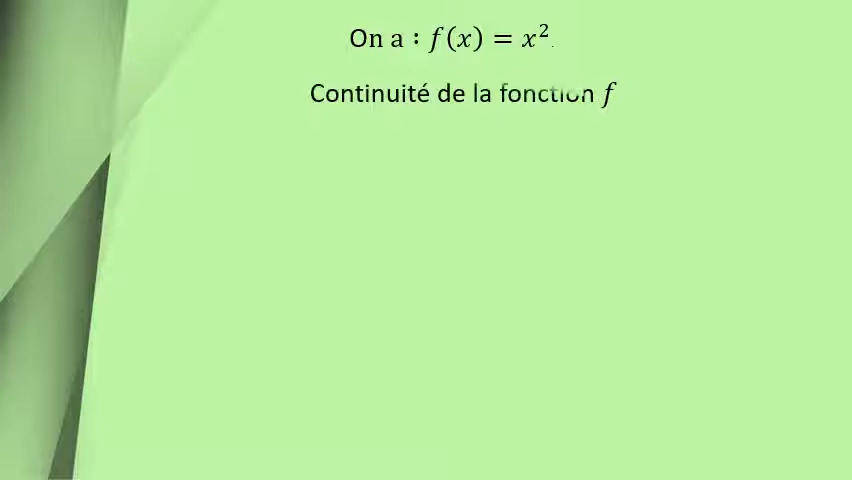 On a : f(x) = x²
Continuité de la fonction f